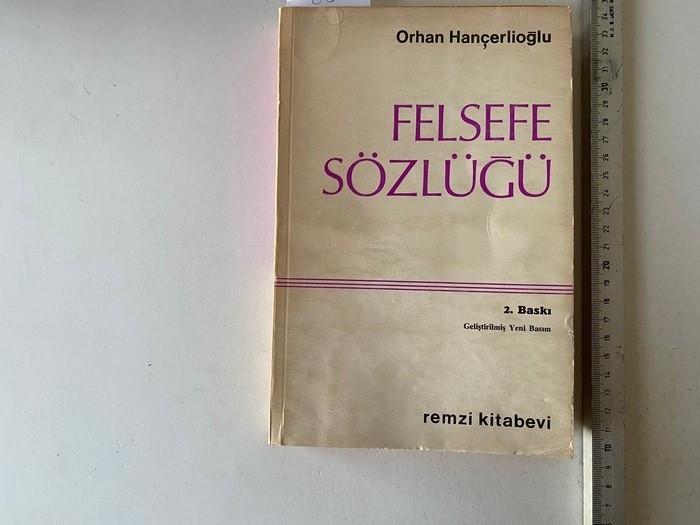 Orhan Hançerlioğlu
FELSEFE
SÖZLÜĞÜ
2. Baskı
Geliştirilmiş Yeni Basım
remzi kitabevi